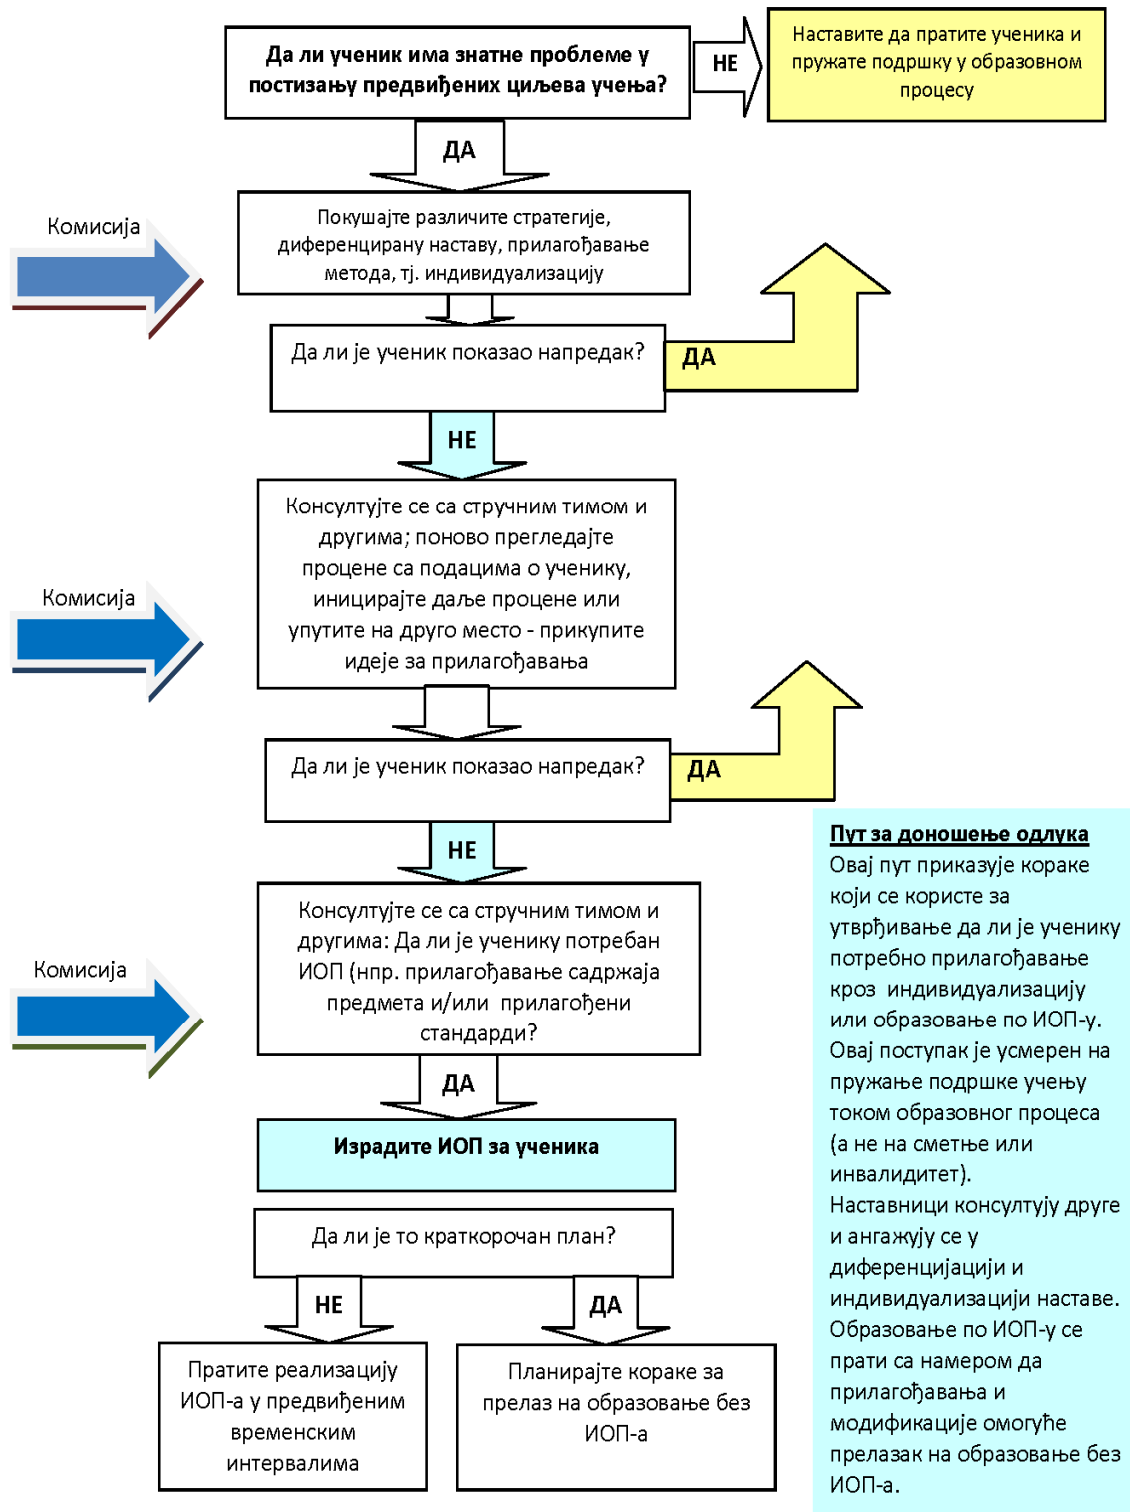 Да ли ученик има знатне проблеме у
постизању предвиђених циљева учења?
НЕ
Наставите да пратите ученика и
пружате подршку у образовном
процесу
ДА
Комисија
Покушајте различите стратегије,
диференцирану наставу, прилагођавање
метода, тј. индивидуализацију
Да ли је ученик показао напредак?
ДА
НЕ
Консултујте се са стручним тимом и
другима; поново прегледајте
процене са подацима о ученику,
иницирајте даље процене или
упутите на друго место - прикупите
идеје за прилагођавања
Комисија
Да ли је ученик показао напредак?
ДА
НЕ
Комисија
Консултујте се са стручним тимом и
другима: Да ли је ученику потребан
ИОП (нпр. прилагођавање садржаја
предмета и/или прилагођени
стандарди?
ДА
Израдите ИОП за ученика
Да ли је то краткорочан план?
НЕ
ДА
Пратите реализацију
ИОП-а у предвиђеним
временским
интервалима
Планирајте кораке за
прелаз на образовање без
ИОП-а
Пут за доношење одлука
Овај пут приказује кораке
који се користе за
утврђивање да ли је ученику
потребно прилагођавање
кроз индивидуализацију
или образовање по ИОП-у.
Овај поступак је усмерен на
пружање подршке учењу
током образовног процеса
(а не на сметње или
инвалидитет).
Наставници консултују друге
и ангажују се у
диференцијацији и
индивидуализацији наставе.
Образовање по ИОП-у се
прати са намером да
прилагођавања и
модификације омогуће
прелазак на образовање без
ИОП-а.